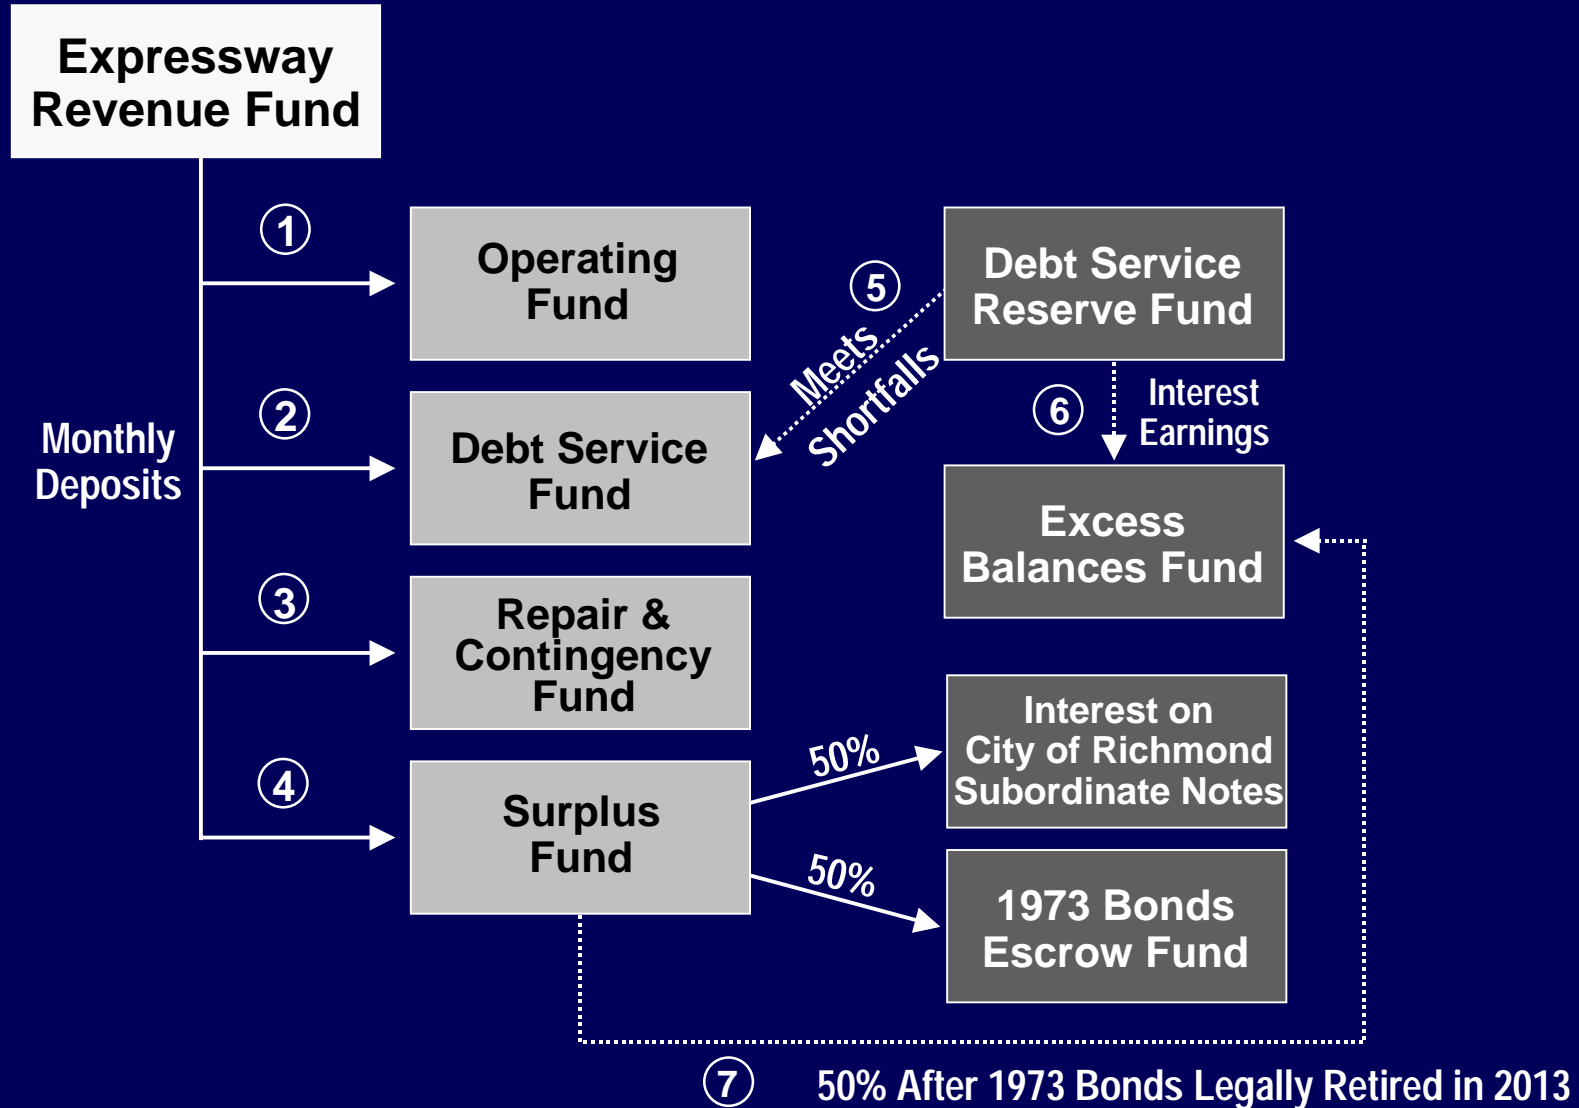 Expressway
Revenue Fund
Monthly
Deposits
1
Operating
Fund
2
Debt Service
Fund
3
Repair &
Contingency
Fund
4
Surplus
Fund
5
Meets
Shortfalls
Debt Service
Reserve Fund
6
Interest
Earnings
Excess
Balances Fund
50%
Interest on
City of Richmond
Subordinate Notes
50%
1973 Bonds
Escrow Fund
7
50% After 1973 Bonds Legally Retired in 2013